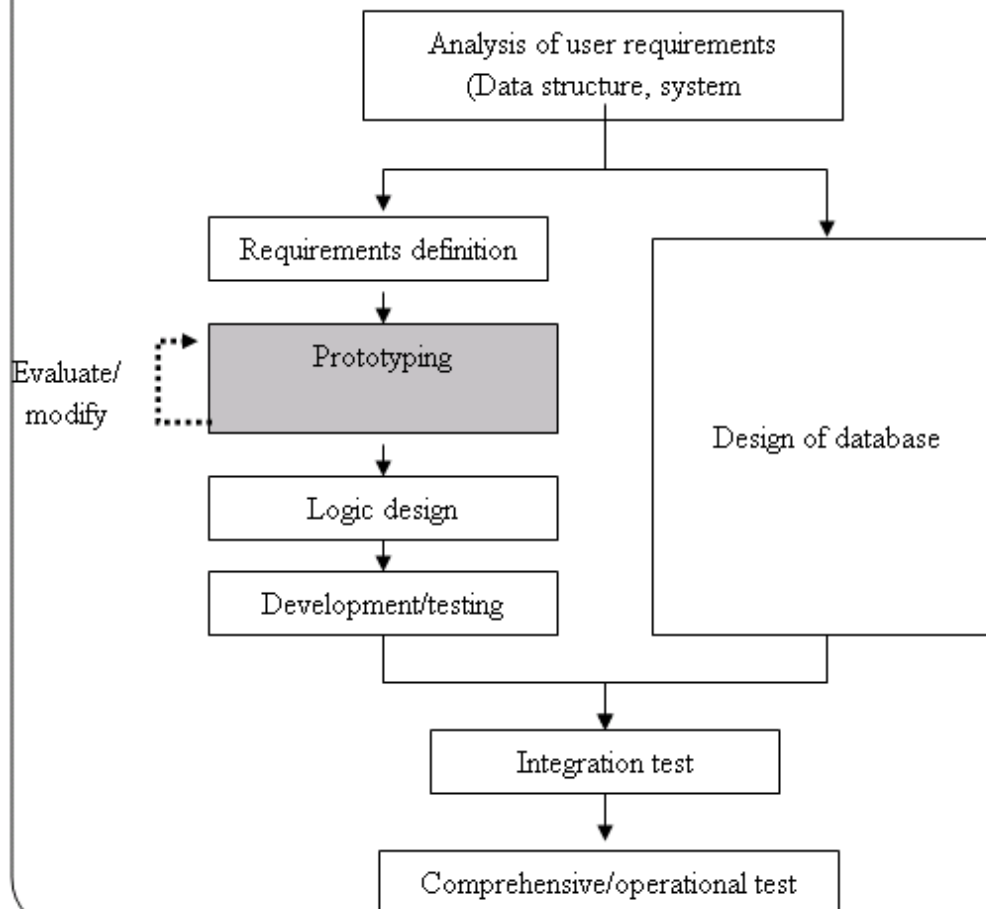 Analysis of user requirements
(Data structure, system
Requirements definition
Prototyping
Evaluate/
modify
Design of database
Logic design
Development/testing
Integration test
Comprehensive/operational test